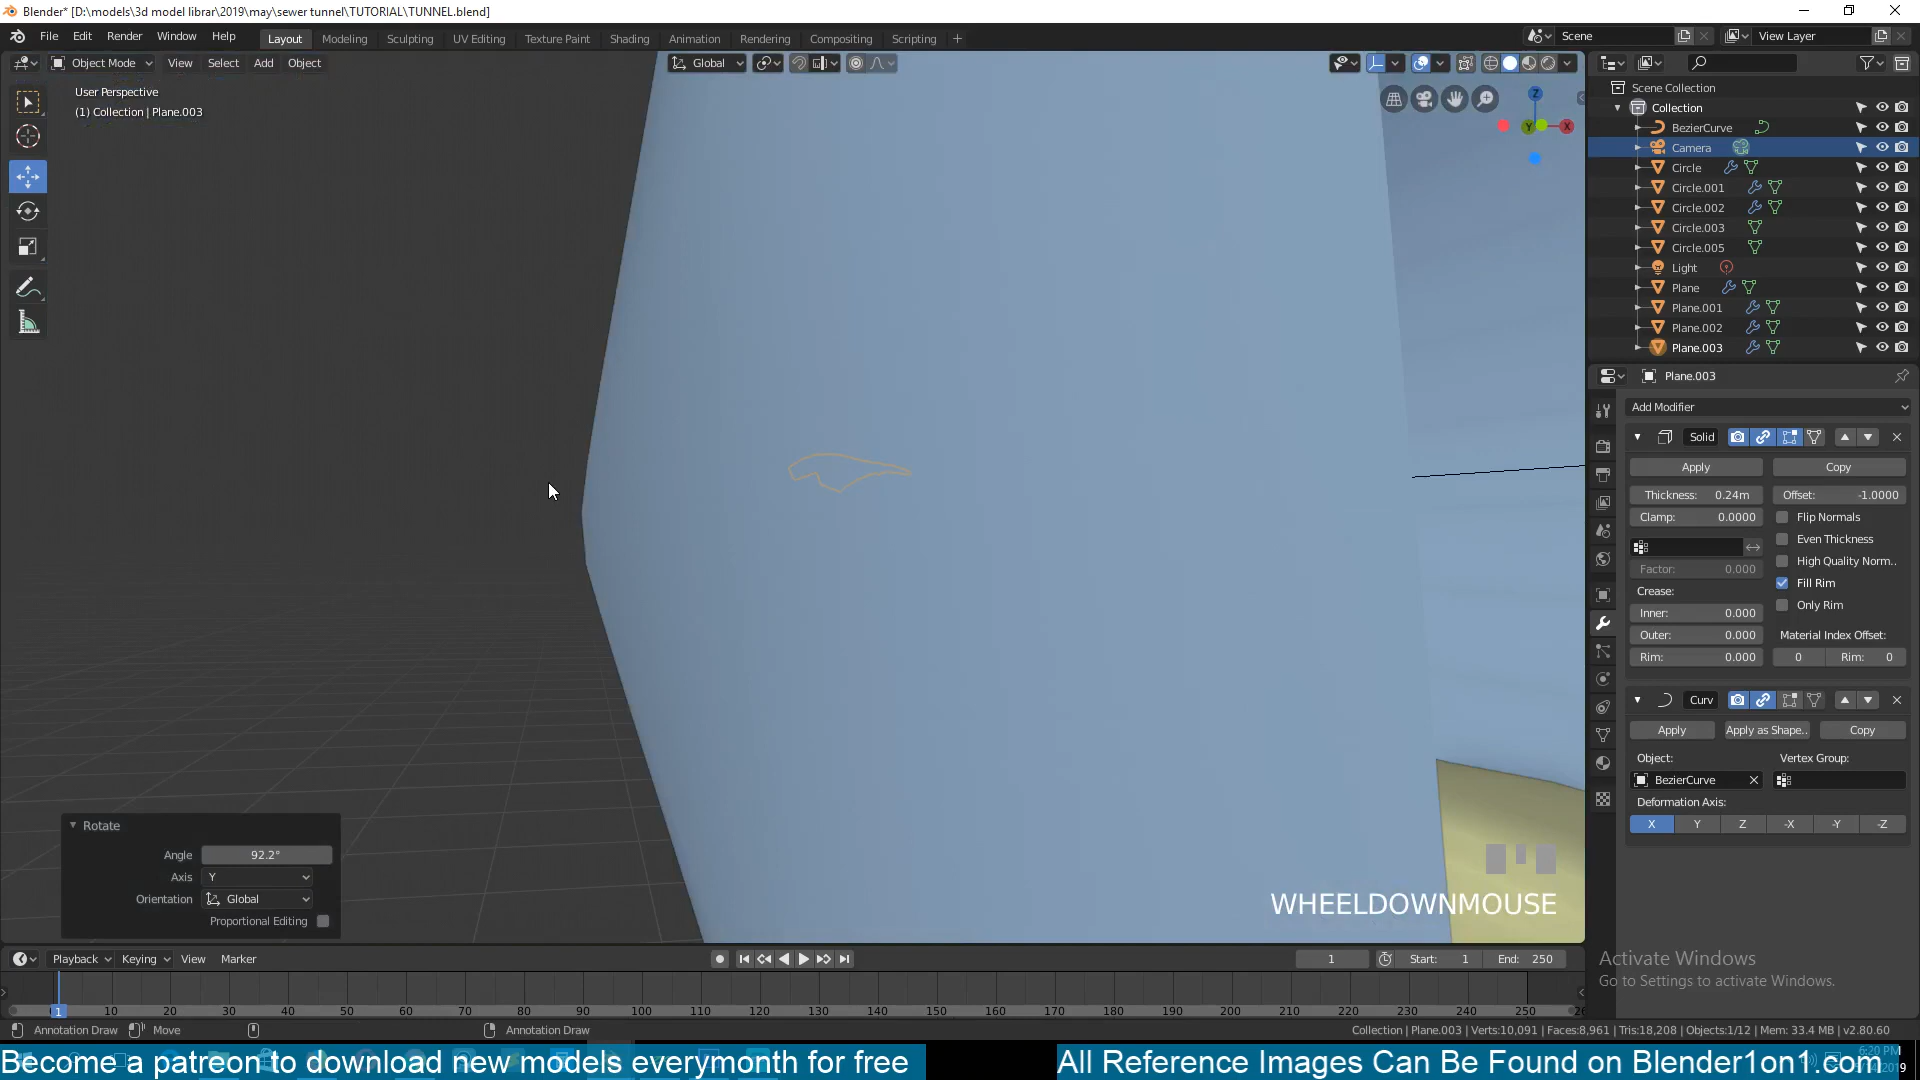 Blender* [D:\models\3d model librar\2019\may\sewer tunnel\TUTORIAL\TUNNEL.blend]
File Edit Render Window Help Layout Modeling Sculpting UV Editing Texture Paint Shading Animation Rendering Compositing Scripting + Scene View Layer
Object Mode View Select Add Object Global
User Perspective
(1) Collection | Plane.003
Z
Y
X
Scene Collection
Collection
BezierCurve
Camera
Circle
Circle.001
Circle.002
Circle.003
Circle.005
Light
Plane
Plane.001
Plane.002
Plane.003
Plane.003
Add Modifier
Solid
Apply Copy
Thickness: 0.24m Offset: -1.0000
Clamp: 0.0000 Flip Normals
Even Thickness
Factor: 0.000 High Quality Norm..
Crease: Fill Rim
Inner: 0.000 Only Rim
Outer: 0.000 Material Index Offset:
Rim: 0.000 0 Rim: 0
Curv
Apply Apply as Shape.. Copy
Object: Vertex Group:
BezierCurve
Deformation Axis:
X Y Z -X -Y -Z
Rotate
Angle 92.2°
Axis Y
Orientation Global
Proportional Editing
WHEELDOWNMOUSE
Playback Keying View Marker 1 Start: 1 End: 250
1 10 20 30 40 50 60 70 80 90 100 110 120 130 140 150 160 170 180 190 200 210 220 230 240 250 26
Activate Windows
Go to Settings to activate Windows.
Annotation Draw Move Annotation Draw Collection | Plane.003 | Verts:10,091 | Faces:8,961 | Tris:18,208 | Objects:1/12 | Mem: 33.4 MB | v2.80.60
Become a patreon to download new models everymonth for free All Reference Images Can Be Found on Blender1on1.com
6:20 PM